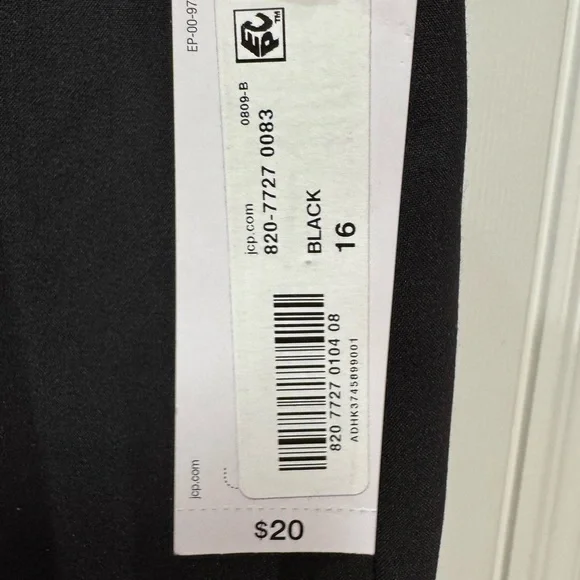 EP-00-97
EPC™
0809-B
jcp.com
820-7727 0083
BLACK
16
820 7727 0104 08
ADHK3745899001
jcp.com
$20